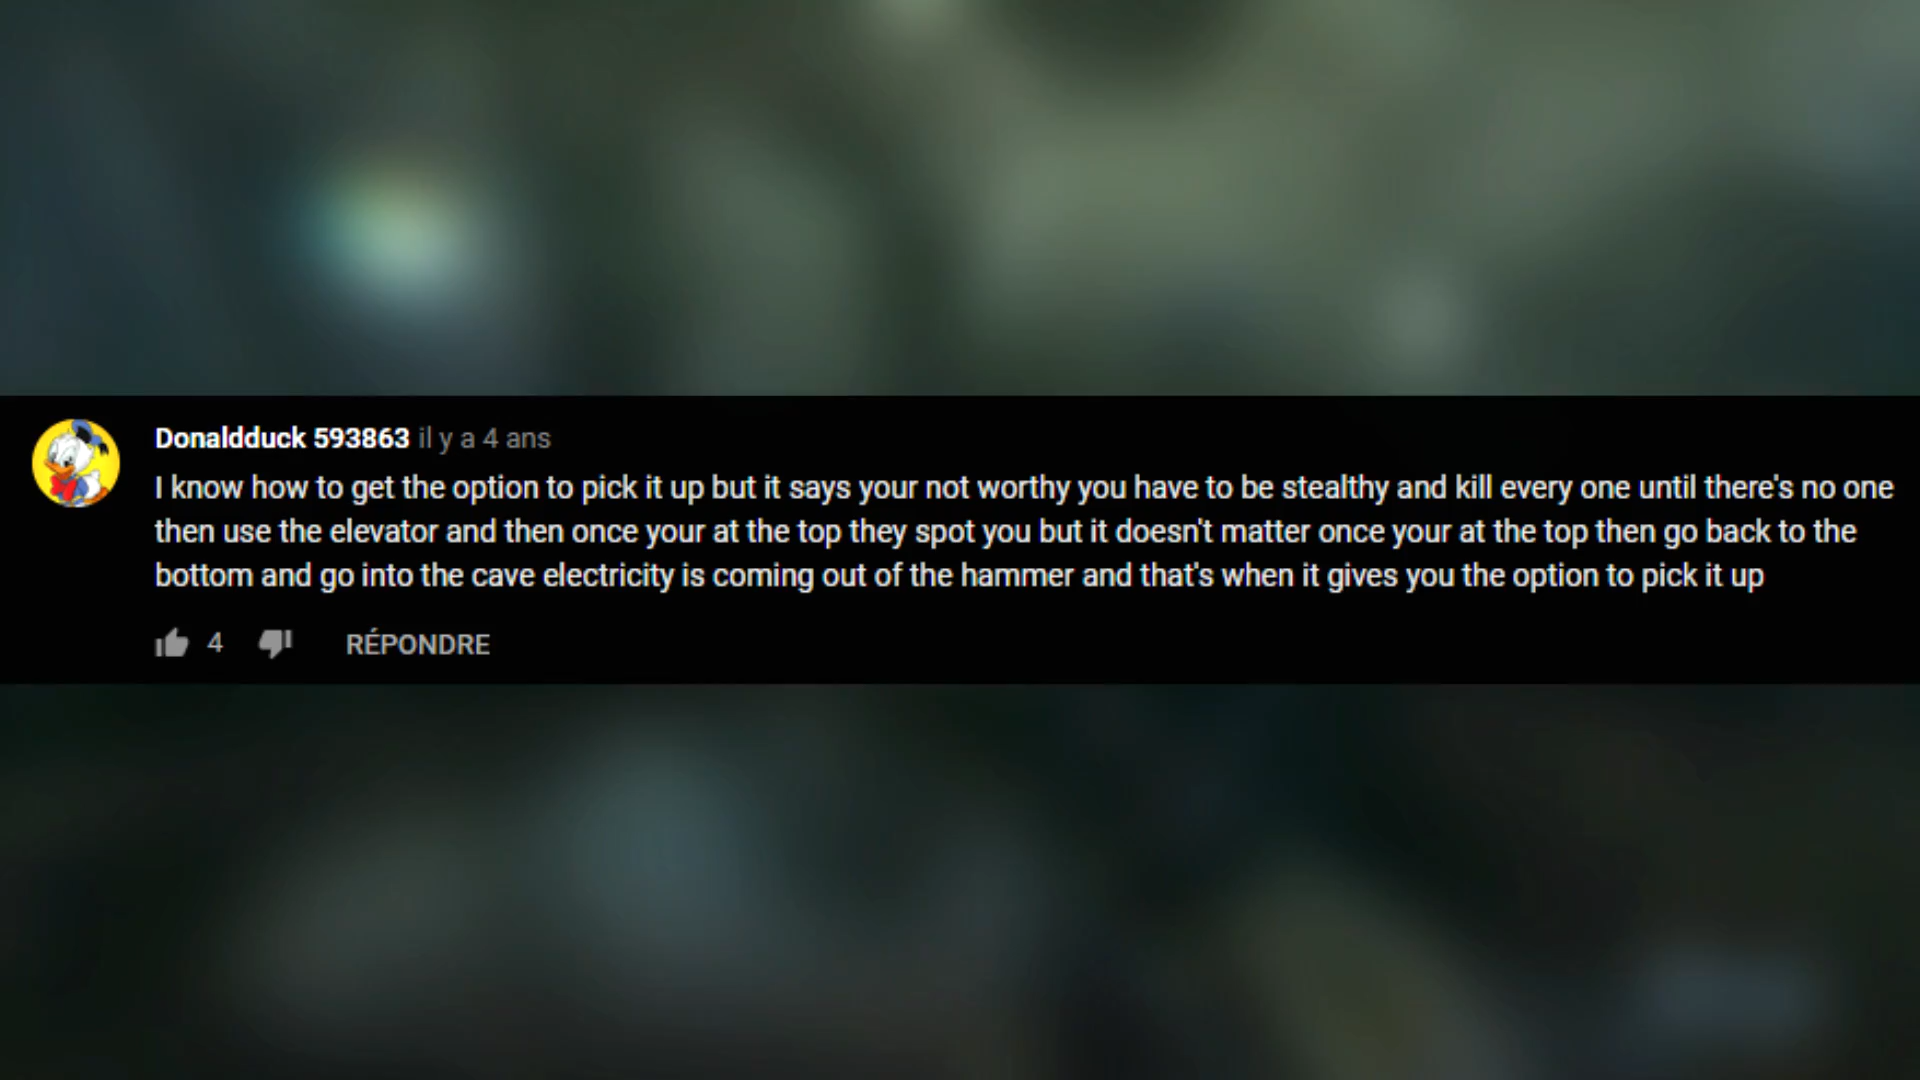 Donaldduck 593863 il y a 4 ans
I know how to get the option to pick it up but it says your not worthy you have to be stealthy and kill every one until there's no one
then use the elevator and then once your at the top they spot you but it doesn't matter once your at the top then go back to the
bottom and go into the cave electricity is coming out of the hammer and that's when it gives you the option to pick it up
4 RÉPONDRE